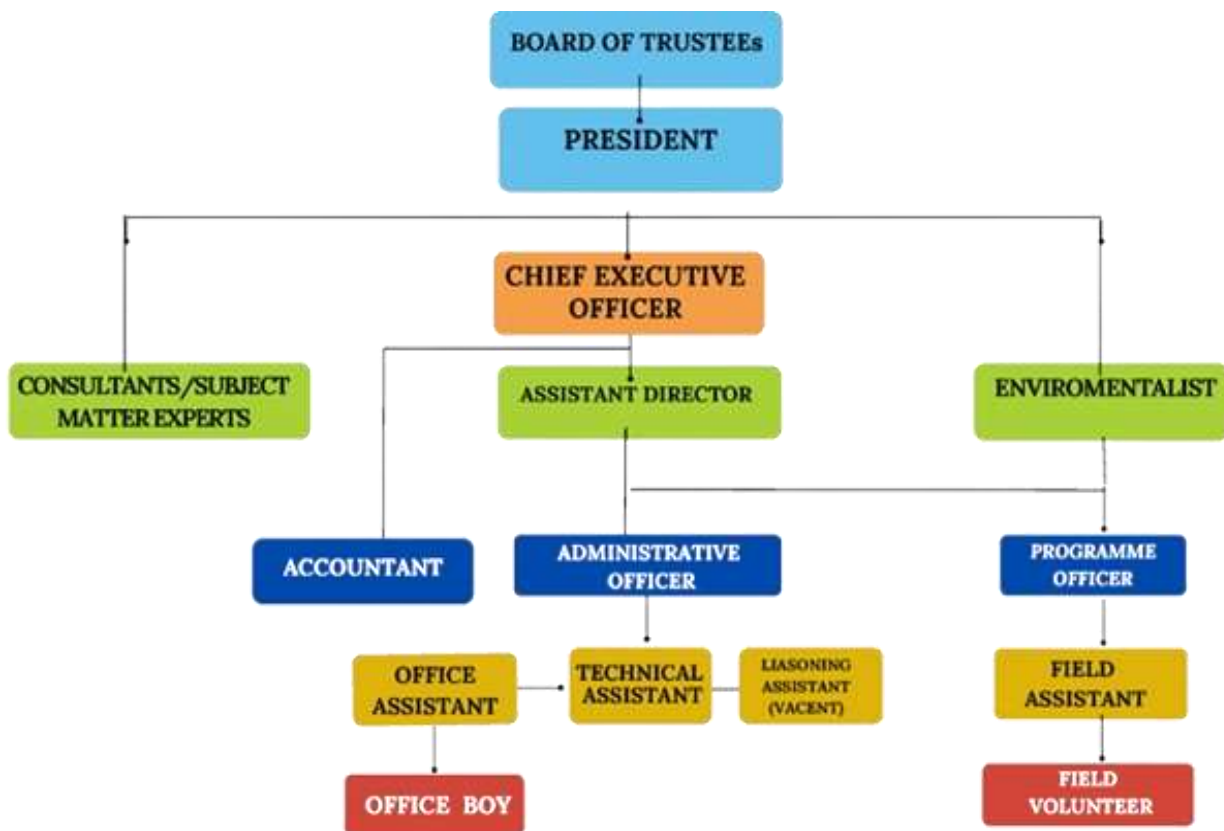 BOARD OF TRUSTEEs
PRESIDENT
CHIEF EXECUTIVE
OFFICER
CONSULTANTS/SUBJECT
MATTER EXPERTS
ASSISTANT DIRECTOR
ENVIROMENTALIST
ACCOUNTANT
ADMINISTRATIVE
OFFICER
PROGRAMME
OFFICER
OFFICE
ASSISTANT
TECHNICAL
ASSISTANT
LIASONING
ASSISTANT
(VACENT)
FIELD
ASSISTANT
OFFICE BOY
FIELD
VOLUNTEER